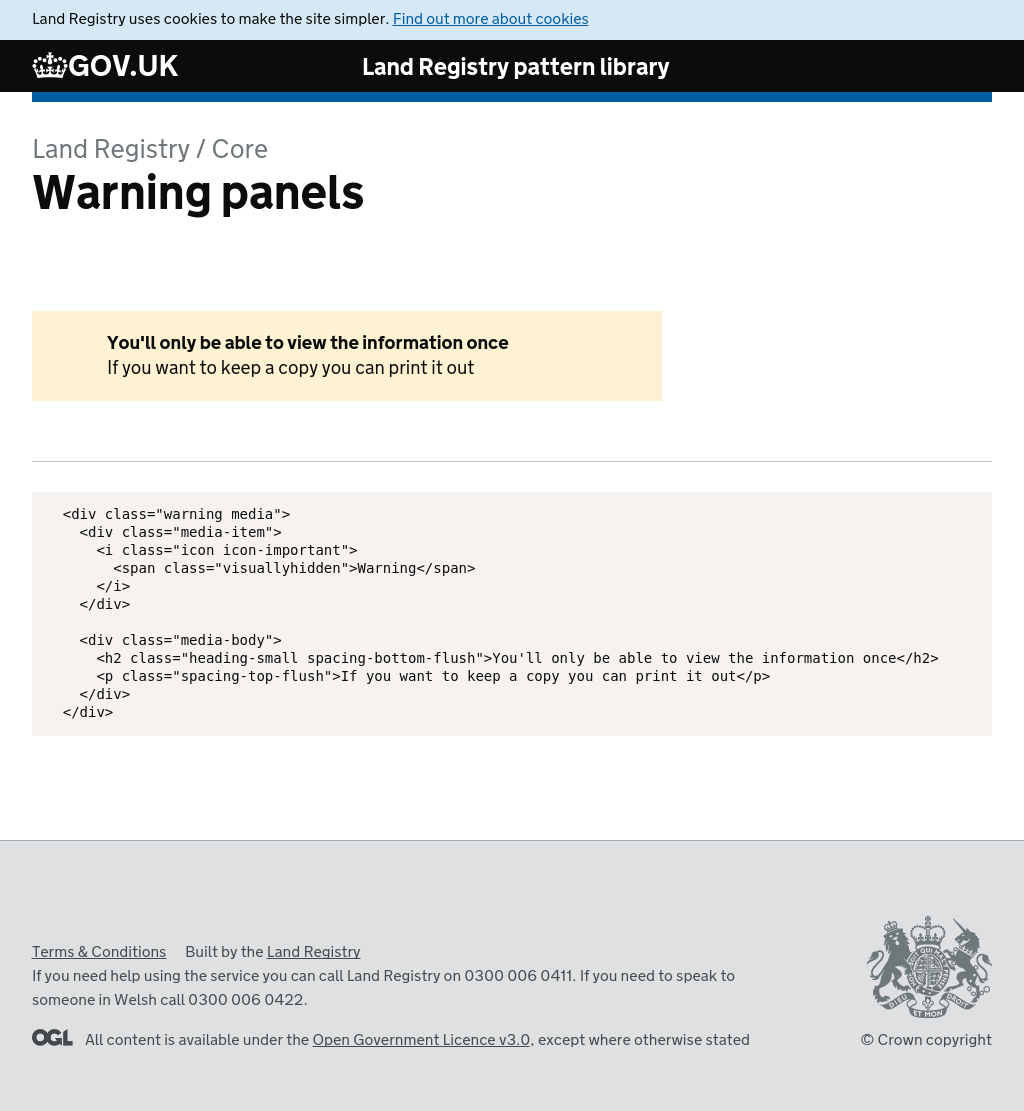 Land Registry uses cookies to make the site simpler. Find out more about cookies
GOV.UK
Land Registry pattern library
Land Registry / Core
Warning panels
You'll only be able to view the information once
If you want to keep a copy you can print it out
<div class="warning media">
  <div class="media-item">
    <i class="icon icon-important">
      <span class="visuallyhidden">Warning</span>
    </i>
  </div>

  <div class="media-body">
    <h2 class="heading-small spacing-bottom-flush">You'll only be able to view the information once</h2>
    <p class="spacing-top-flush">If you want to keep a copy you can print it out</p>
  </div>
</div>
Terms & Conditions Built by the Land Registry
If you need help using the service you can call Land Registry on 0300 006 0411. If you need to speak to
someone in Welsh call 0300 006 0422.
OGL All content is available under the Open Government Licence v3.0, except where otherwise stated
DIEU ET MON DROIT
© Crown copyright